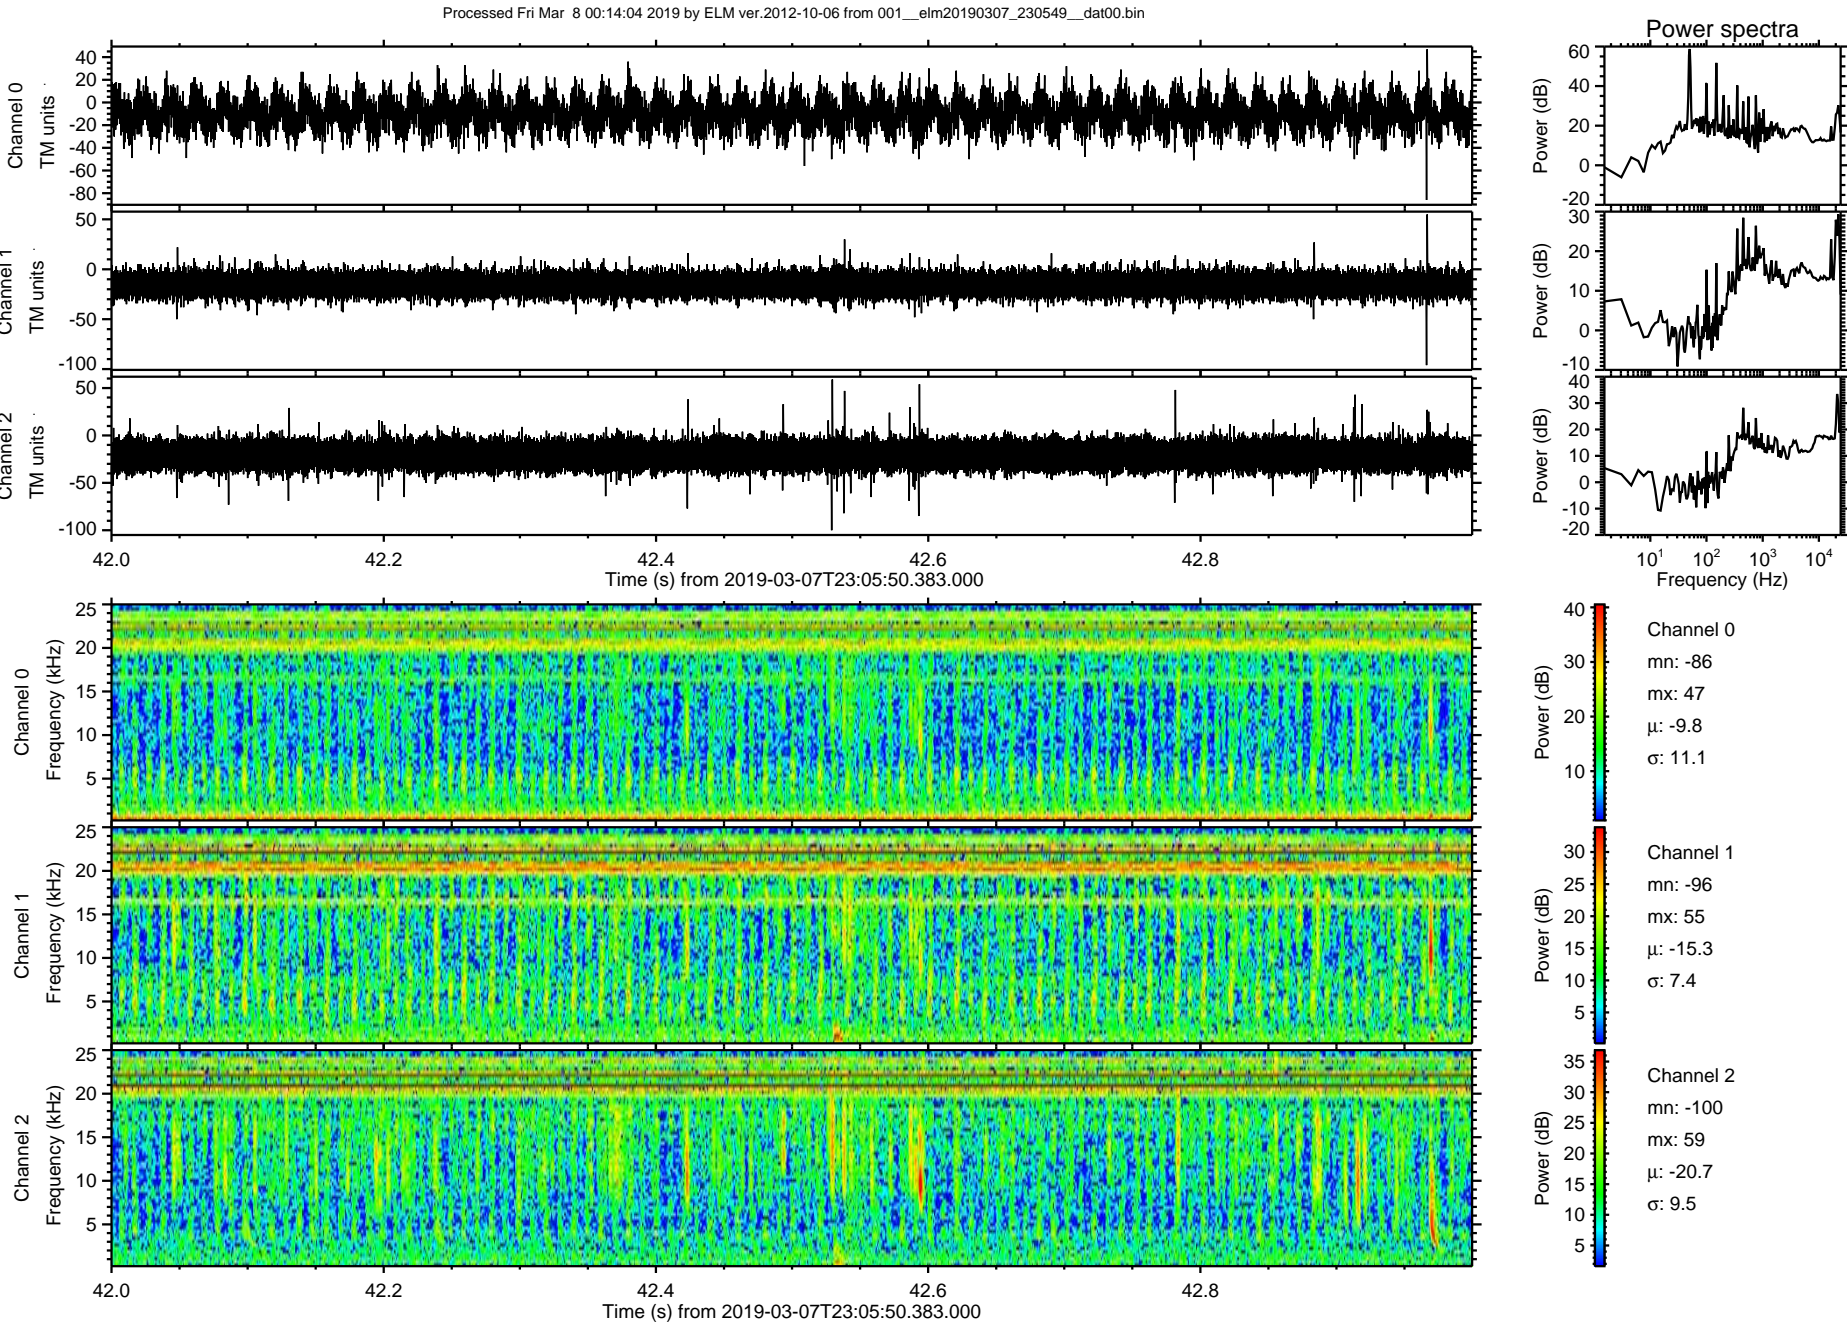 Processed Fri Mar 8 00:14:04 2019 by ELM ver.2012-10-06 from 001__elm20190307_230549__dat00.bin
Power spectra
Channel 0
TM units
40
20
0
-20
-40
-60
-80
Power (dB)
60
40
20
0
-20
Channel 1
TM units
50
0
-50
-100
Power (dB)
30
20
10
0
-10
Channel 2
TM units
50
0
-50
-100
Power (dB)
40
30
20
10
0
-10
-20
42.0 42.2 42.4 42.6 42.8
Time (s) from 2019-03-07T23:05:50.383.000
10^1 10^2 10^3 10^4
Frequency (Hz)
Channel 0
Frequency (kHz)
25
20
15
10
5
Power (dB)
40
30
20
10
Channel 0
mn: -86
mx: 47
μ: -9.8
σ: 11.1
Channel 1
Frequency (kHz)
25
20
15
10
5
Power (dB)
30
25
20
15
10
5
Channel 1
mn: -96
mx: 55
μ: -15.3
σ: 7.4
Channel 2
Frequency (kHz)
25
20
15
10
5
Power (dB)
35
30
25
20
15
10
5
Channel 2
mn: -100
mx: 59
μ: -20.7
σ: 9.5
42.0 42.2 42.4 42.6 42.8
Time (s) from 2019-03-07T23:05:50.383.000